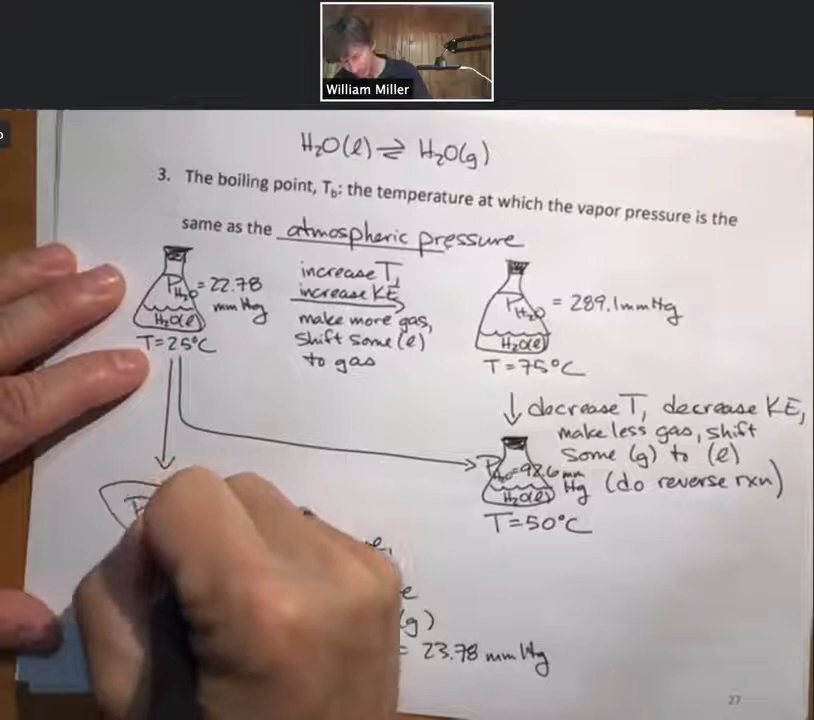 William Miller
H₂O(l) ⇌ H₂O(g)
3. The boiling point, T_b: the temperature at which the vapor pressure is the
same as the atmospheric pressure
P_H₂O = 22.78
mm Hg
H₂O(l)
T=25°C
increase T,
increase KE
make more gas,
shift some (l)
to gas
P_H₂O = 289.1 mm Hg
H₂O(l)
T=75°C
↓ decrease T, decrease KE,
make less gas, shift
some (g) to (l)
(do reverse rxn)
P_H₂O=92.6 mm
Hg
H₂O(l)
T=50°C
e
(g)
= 23.78 mm Hg
27